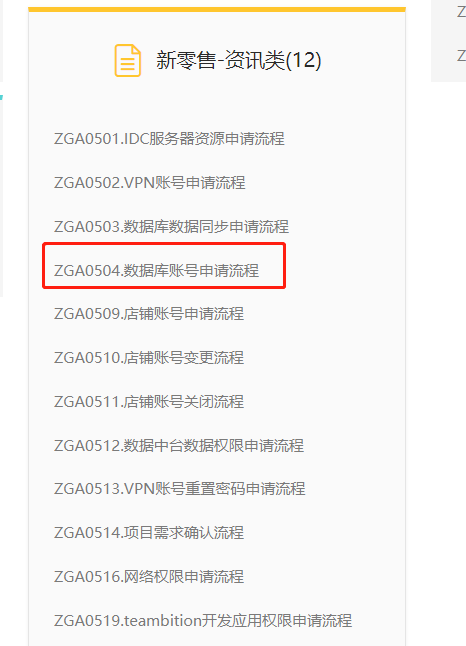 新零售-资讯类(12)
ZGA0501.IDC服务器资源申请流程
ZGA0502.VPN账号申请流程
ZGA0503.数据库数据同步申请流程
ZGA0504.数据库账号申请流程
ZGA0509.店铺账号申请流程
ZGA0510.店铺账号变更流程
ZGA0511.店铺账号关闭流程
ZGA0512.数据中台数据权限申请流程
ZGA0513.VPN账号重置密码申请流程
ZGA0514.项目需求确认流程
ZGA0516.网络权限申请流程
ZGA0519.teambition开发应用权限申请流程